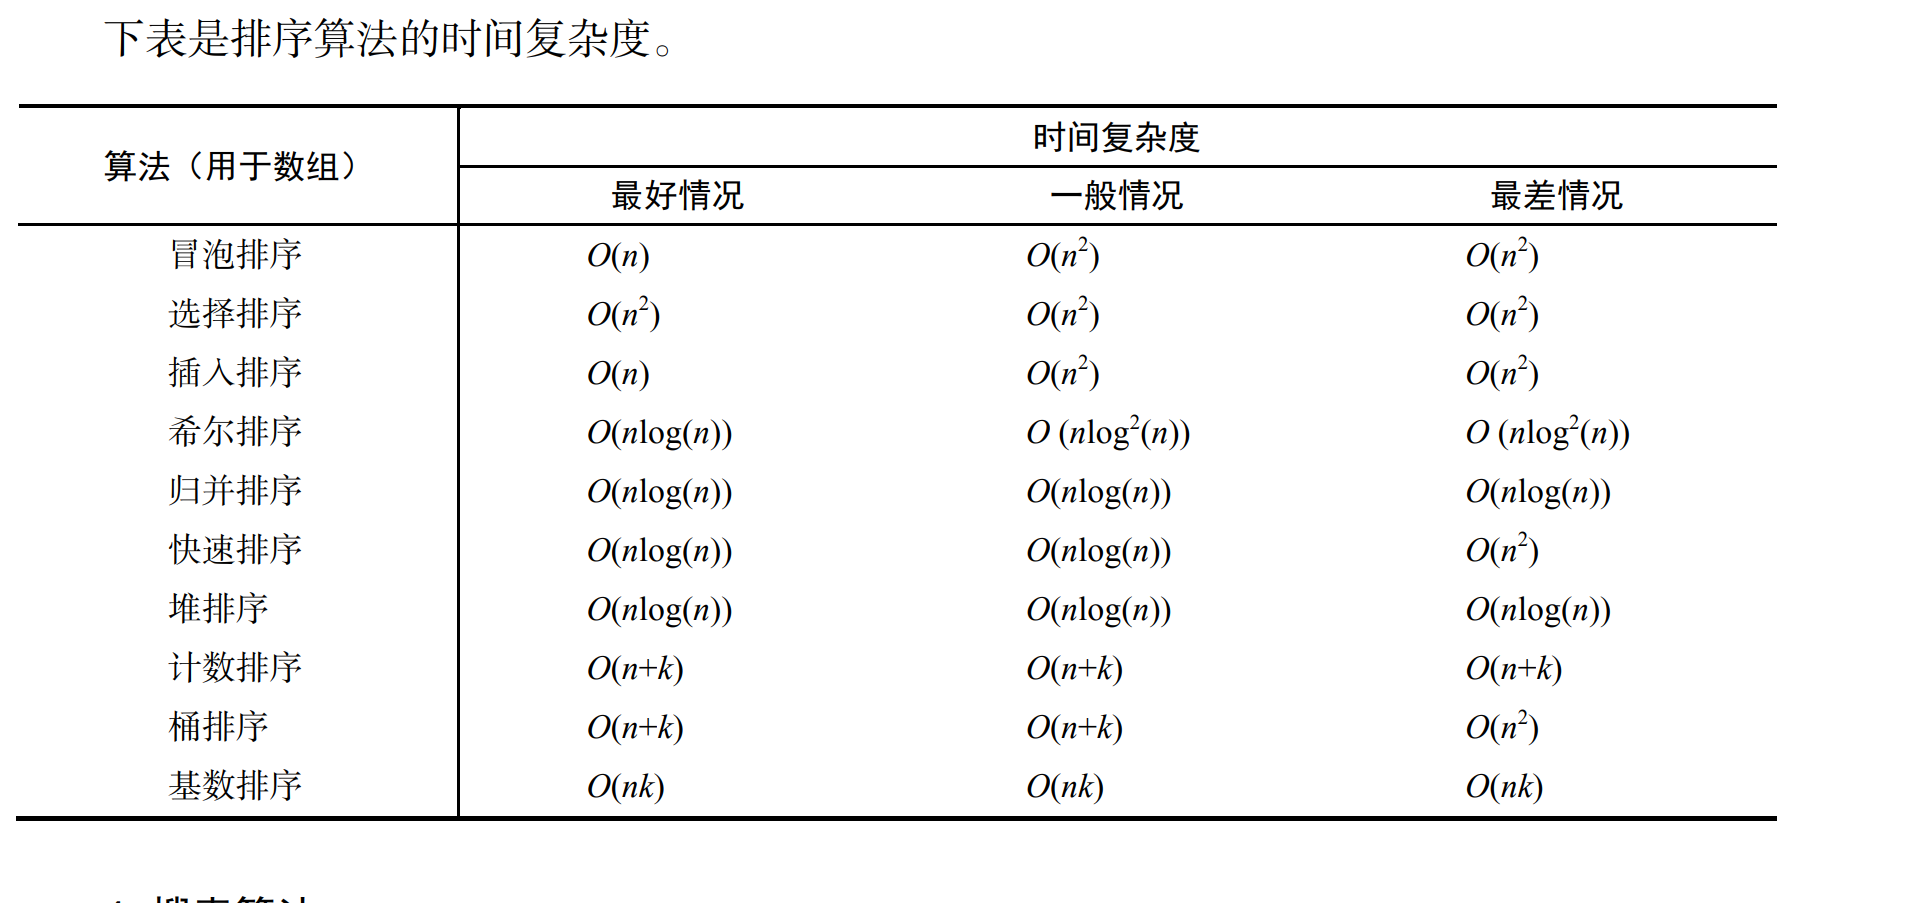 下表是排序算法的时间复杂度。
算法（用于数组） 时间复杂度
最好情况 一般情况 最差情况
冒泡排序 O(n) O(n²) O(n²)
选择排序 O(n²) O(n²) O(n²)
插入排序 O(n) O(n²) O(n²)
希尔排序 O(nlog(n)) O (nlog²(n)) O (nlog²(n))
归并排序 O(nlog(n)) O(nlog(n)) O(nlog(n))
快速排序 O(nlog(n)) O(nlog(n)) O(n²)
堆排序 O(nlog(n)) O(nlog(n)) O(nlog(n))
计数排序 O(n+k) O(n+k) O(n+k)
桶排序 O(n+k) O(n+k) O(n²)
基数排序 O(nk) O(nk) O(nk)